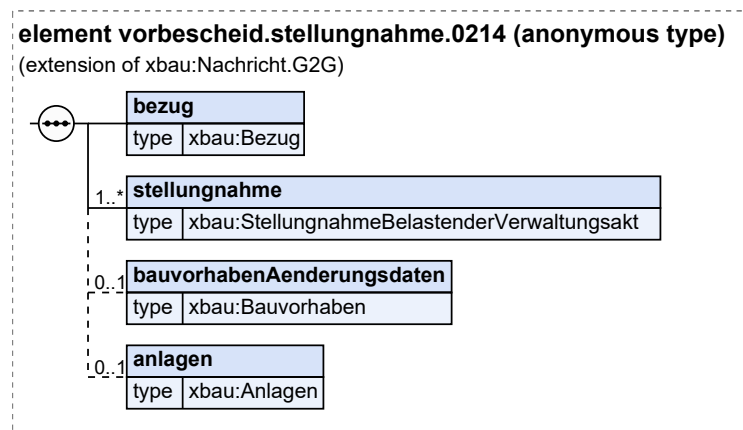 element vorbescheid.stellungnahme.0214 (anonymous type)
(extension of xbau:Nachricht.G2G)
bezug
type xbau:Bezug
1..* stellungnahme
type xbau:StellungnahmeBelastenderVerwaltungsakt
0..1 bauvorhabenAenderungsdaten
type xbau:Bauvorhaben
0..1 anlagen
type xbau:Anlagen